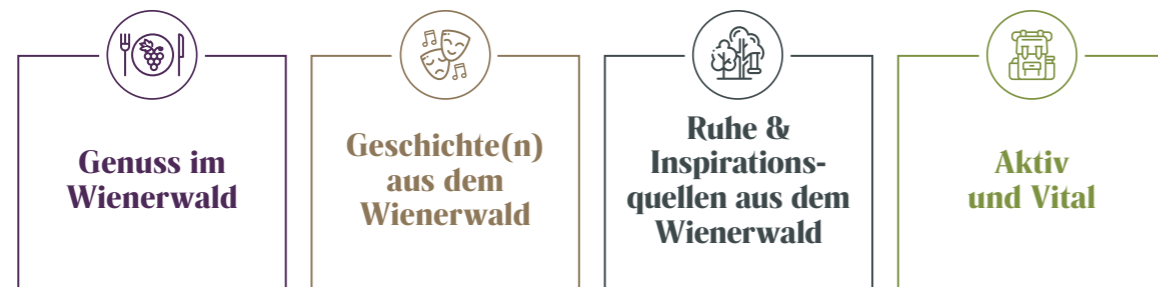 Genuss im
Wienerwald
Geschichte(n)
aus dem
Wienerwald
Ruhe &
Inspirations-
quellen aus dem
Wienerwald
Aktiv
und Vital